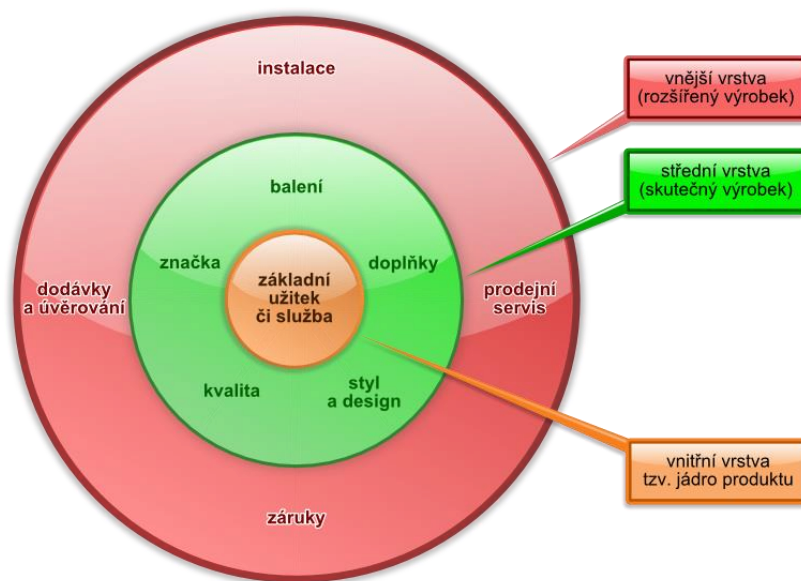 instalace
vnější vrstva
(rozšířený výrobek)
balení
střední vrstva
(skutečný výrobek)
značka
doplňky
základní
užitek
či služba
dodávky
a úvěrování
prodejní
servis
kvalita
styl
a design
vnitřní vrstva
tzv. jádro produktu
záruky